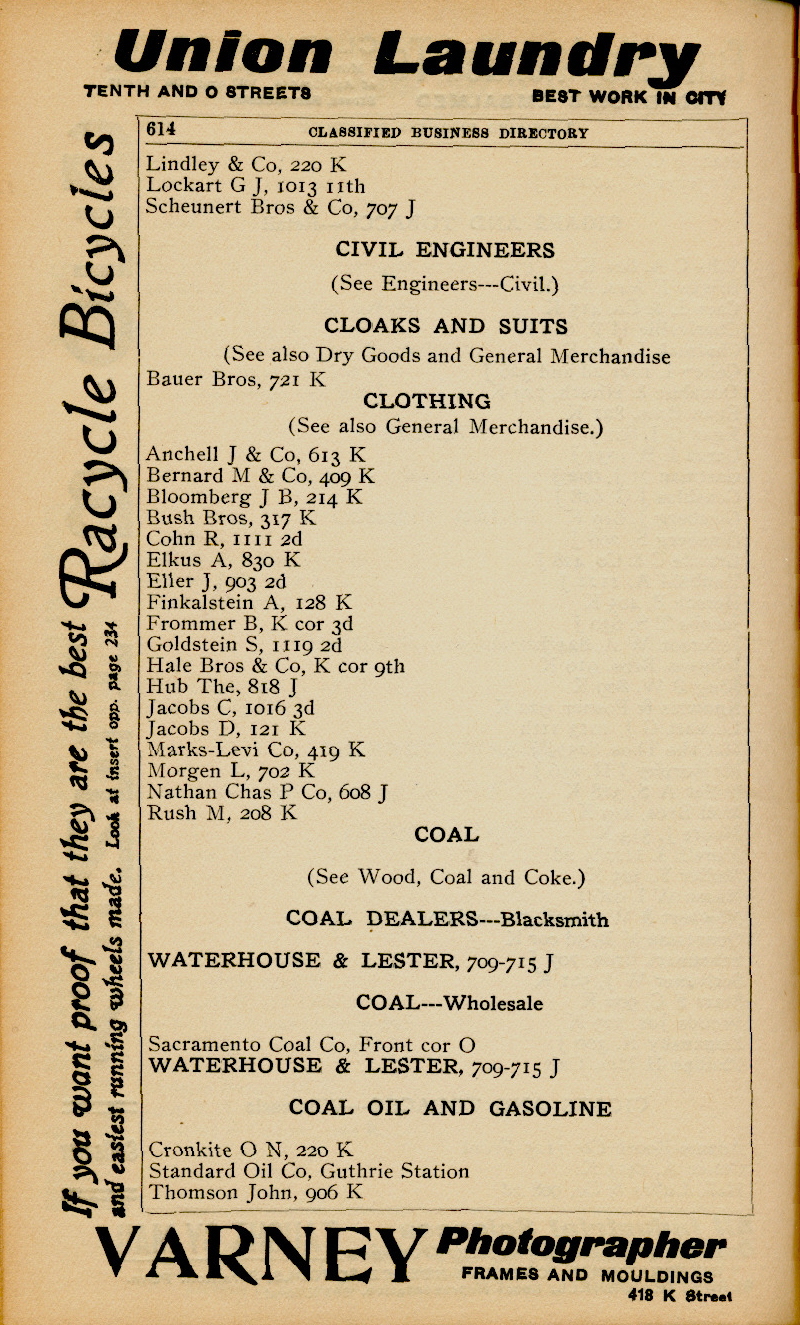 Union Laundry
TENTH AND O STREETS
BEST WORK IN CITY
614
CLASSIFIED BUSINESS DIRECTORY
Lindley & Co, 220 K
Lockart G J, 1013 11th
Scheunert Bros & Co, 707 J
CIVIL ENGINEERS
(See Engineers---Civil.)
CLOAKS AND SUITS
(See also Dry Goods and General Merchandise
Bauer Bros, 721 K
CLOTHING
(See also General Merchandise.)
Anchell J & Co, 613 K
Bernard M & Co, 409 K
Bloomberg J B, 214 K
Bush Bros, 317 K
Cohn R, 1111 2d
Elkus A, 830 K
Eller J, 903 2d
Finkalstein A, 128 K
Frommer B, K cor 3d
Goldstein S, 1119 2d
Hale Bros & Co, K cor 9th
Hub The, 818 J
Jacobs C, 1016 3d
Jacobs D, 121 K
Marks-Levi Co, 419 K
Morgen L, 702 K
Nathan Chas P Co, 608 J
Rush M, 208 K
COAL
(See Wood, Coal and Coke.)
COAL DEALERS---Blacksmith
WATERHOUSE & LESTER, 709-715 J
COAL---Wholesale
Sacramento Coal Co, Front cor O
WATERHOUSE & LESTER, 709-715 J
COAL OIL AND GASOLINE
Cronkite O N, 220 K
Standard Oil Co, Guthrie Station
Thomson John, 906 K
If you want proof that they are the best Racycle Bicycles
and easiest running wheels made. Look at insert opp. page 234
VARNEY Photographer
FRAMES AND MOULDINGS
418 K Street